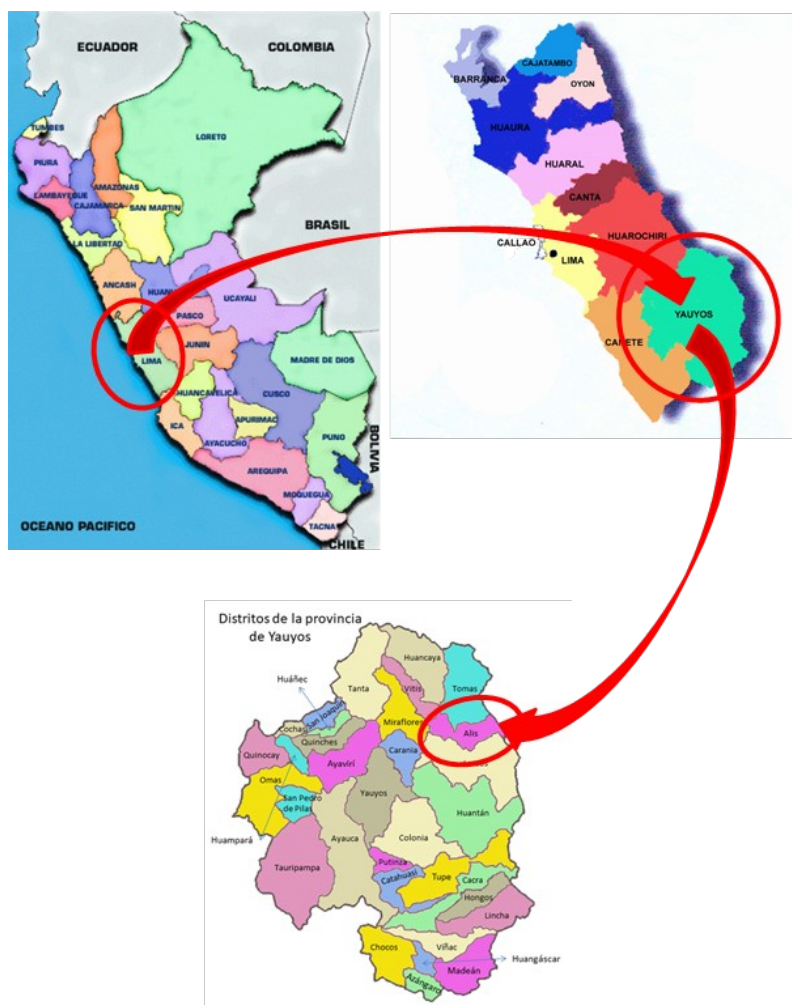 ECUADOR
COLOMBIA
TUMBES
LORETO
PIURA
AMAZONAS
LAMBAYEQUE
CAJAMARCA
SAN MARTIN
BRASIL
LA LIBERTAD
ANCASH
HUANU
UCAYALI
PASCO
LIMA
JUNIN
MADRE DE DIOS
HUANCAVELICA
CUSCO
ICA
APURIMAC
AYACUCHO
PUNO
BOLIVIA
AREQUIPA
MOQUEGUA
OCEANO PACIFICO
TACNA
CHILE
CAJATAMBO
BARRANCA
OYON
HUAURA
HUARAL
CANTA
HUAROCHIRI
CALLAO
LIMA
YAUYOS
CAÑETE
Distritos de la provincia
de Yauyos
Huancaya
Huáñec
Tanta
Vitis
Tomas
San Joaquín
Miraflores
Alis
Cochas
Quinches
Carania
Quinocay
Ayavirí
Omas
Yauyos
San Pedro
de Pilas
Huantán
Huampará
Ayauca
Colonia
Tauripampa
Putinza
Catahuasi
Tupe
Cacra
Hongos
Lincha
Chocos
Viñac
Huangáscar
Madeán
Azángaro